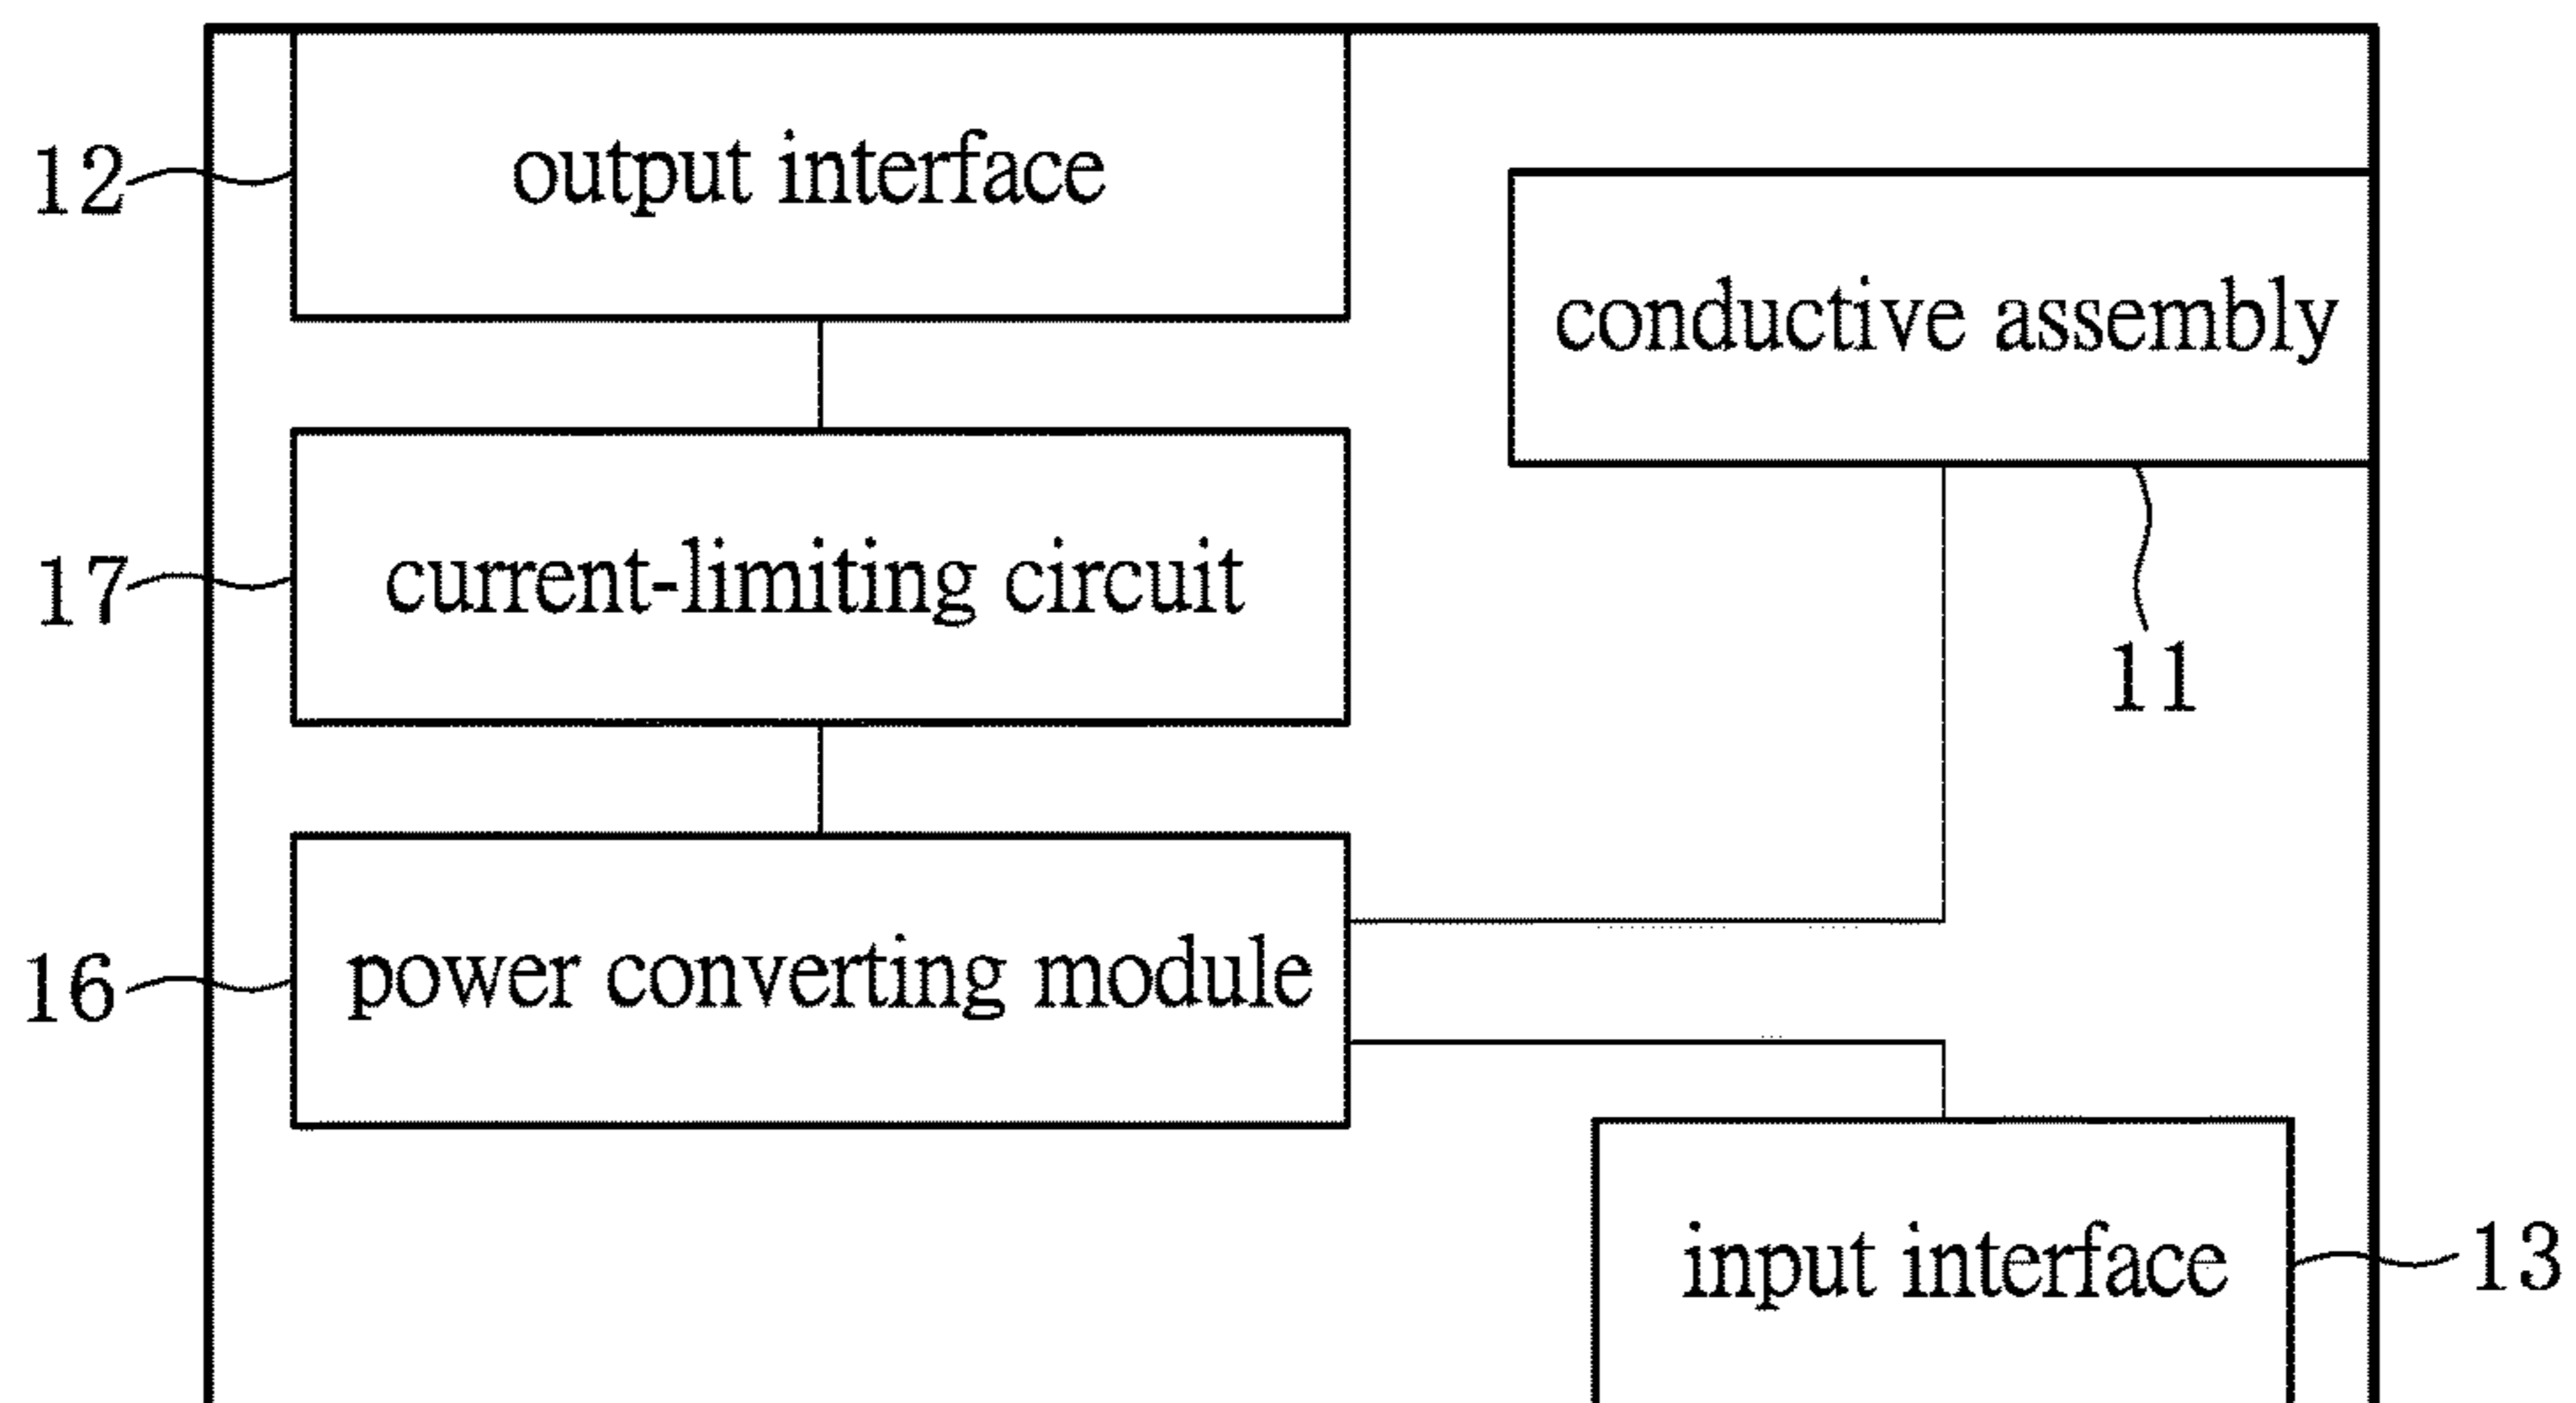 12
output interface
conductive assembly
17
current-limiting circuit
11
16
power converting module
input interface
13